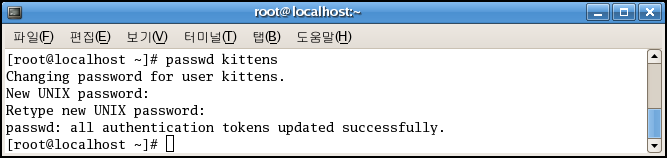 root@localhost:~
파일(F) 편집(E) 보기(V) 터미널(T) 탭(B) 도움말(H)
[root@localhost ~]# passwd kittens
Changing password for user kittens.
New UNIX password:
Retype new UNIX password:
passwd: all authentication tokens updated successfully.
[root@localhost ~]#